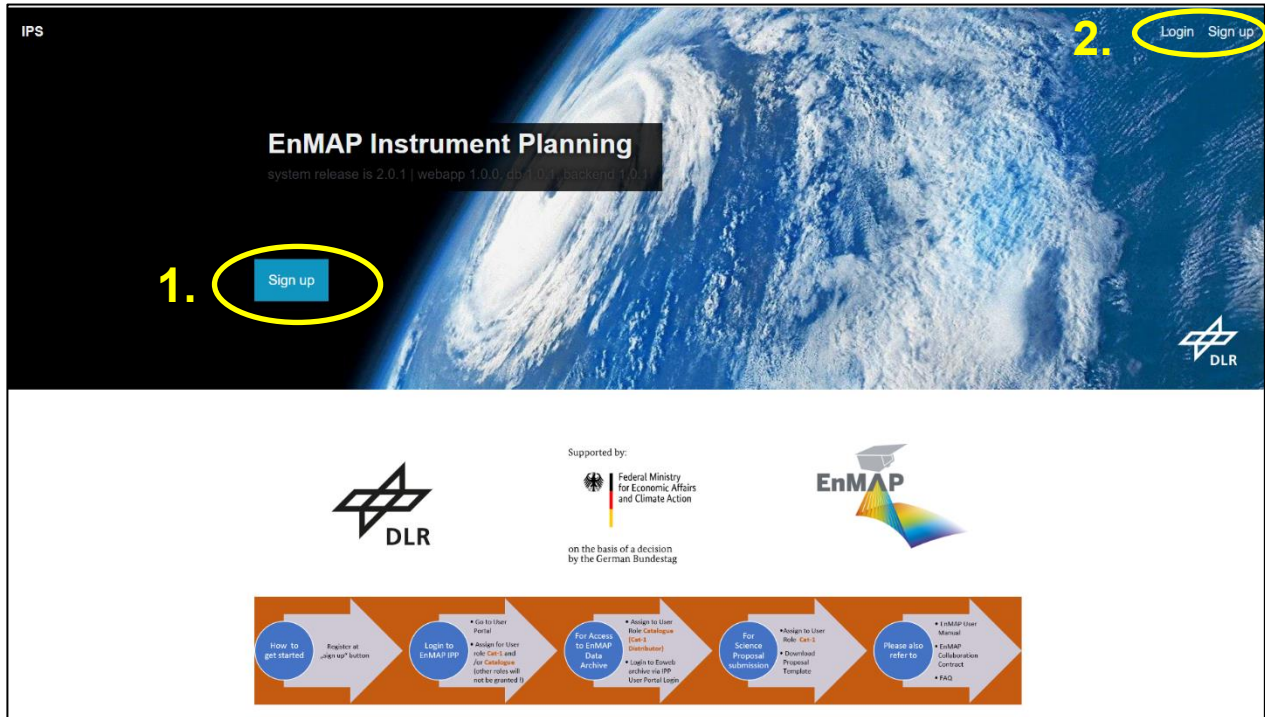 IPS
2.
Login Sign up
EnMAP Instrument Planning
system release is 2.0.1 | webapp 1.0.0; db 1.0.1; backend 1.0.1
1.
Sign up
DLR
DLR
Supported by:
Federal Ministry
for Economic Affairs
and Climate Action
on the basis of a decision
by the German Bundestag
EnMAP
How to
get started
Register at
„sign up" button
Login to
EnMAP IPP
• Go to User
Portal
• Assign for User
role Cat-1 and
/or Catalogue
(other roles will
not be granted !)
For Access
to EnMAP
Data
Archive
• Assign to User
Role Catalogue
(Cat-1
Distributor)
• Login to Eoweb
archive via IPP
User Portal Login
For
Science
Proposal
submission
•Assign to User
Role Cat-1
• Download
Proposal
Template
Please also
refer to
• EnMAP User
Manual
• EnMAP
Collaboration
Contract
• FAQ